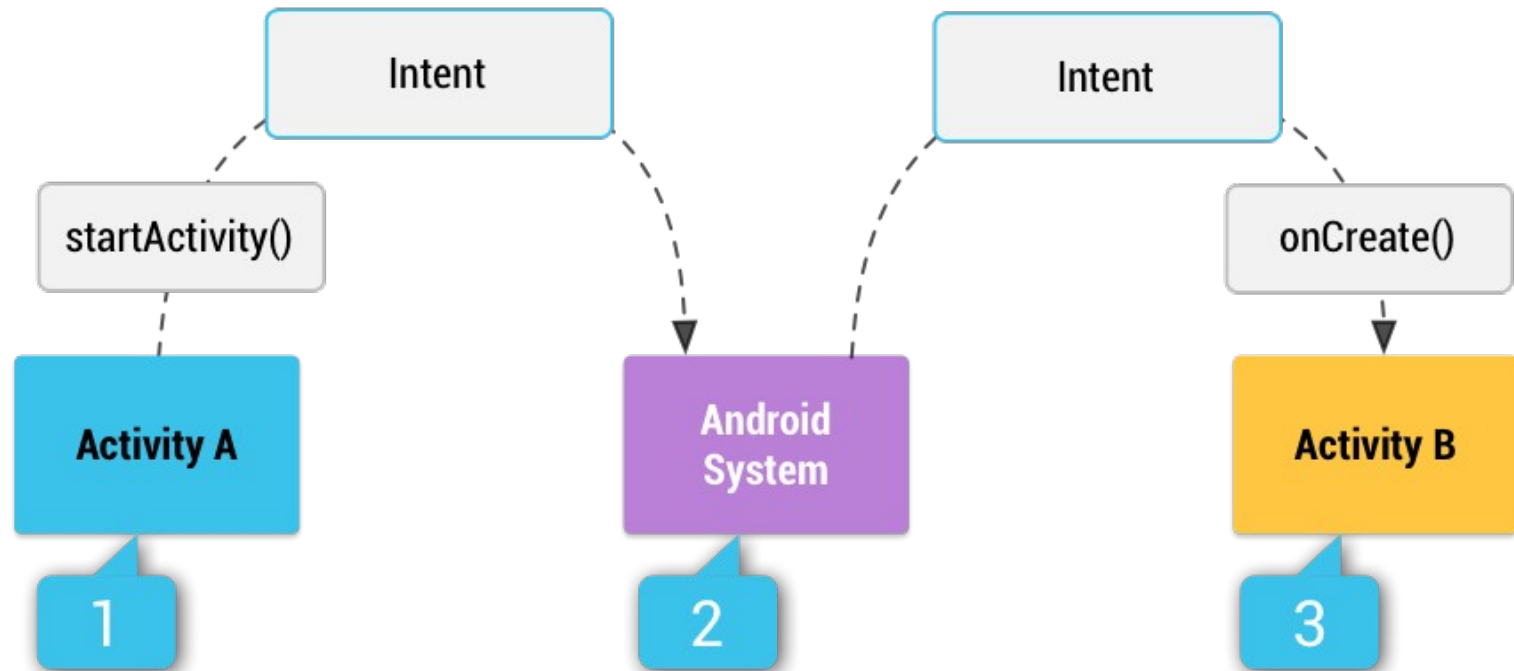 Intent
Intent
startActivity()
onCreate()
Activity A
Android
System
Activity B
1
2
3